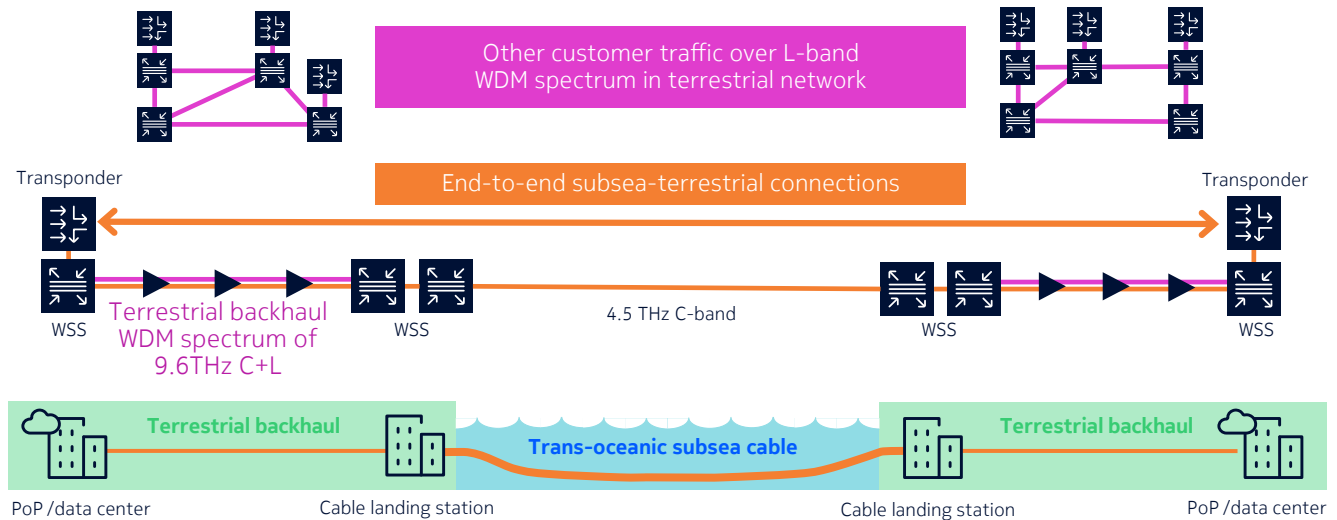 Other customer traffic over L-band
WDM spectrum in terrestrial network
End-to-end subsea-terrestrial connections
Transponder
Transponder
WSS
Terrestrial backhaul
WDM spectrum of
9.6THz C+L
WSS
4.5 THz C-band
WSS
WSS
Terrestrial backhaul
Trans-oceanic subsea cable
Terrestrial backhaul
PoP /data center
Cable landing station
Cable landing station
PoP /data center